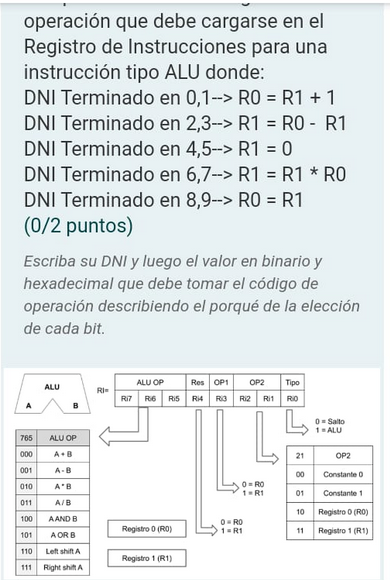 operación que debe cargarse en el
Registro de Instrucciones para una
instrucción tipo ALU donde:
DNI Terminado en 0,1--> R0 = R1 + 1
DNI Terminado en 2,3--> R1 = R0 - R1
DNI Terminado en 4,5--> R1 = 0
DNI Terminado en 6,7--> R1 = R1 * R0
DNI Terminado en 8,9--> R0 = R1
(0/2 puntos)
Escriba su DNI y luego el valor en binario y
hexadecimal que debe tomar el código de
operación describiendo el porqué de la elección
de cada bit.
ALU
A B
RI=
ALU OP Res OP1 OP2 Tipo
Ri7 Ri6 Ri5 Ri4 Ri3 Ri2 Ri1 Ri0
0 = Salto
1 = ALU
765 ALU OP
000 A + B
001 A - B
010 A * B
011 A / B
100 A AND B
101 A OR B
110 Left shift A
111 Right shift A
21 OP2
00 Constante 0
01 Constante 1
10 Registro 0 (R0)
11 Registro 1 (R1)
0 = R0
1 = R1
0 = R0
1 = R1
Registro 0 (R0)
Registro 1 (R1)